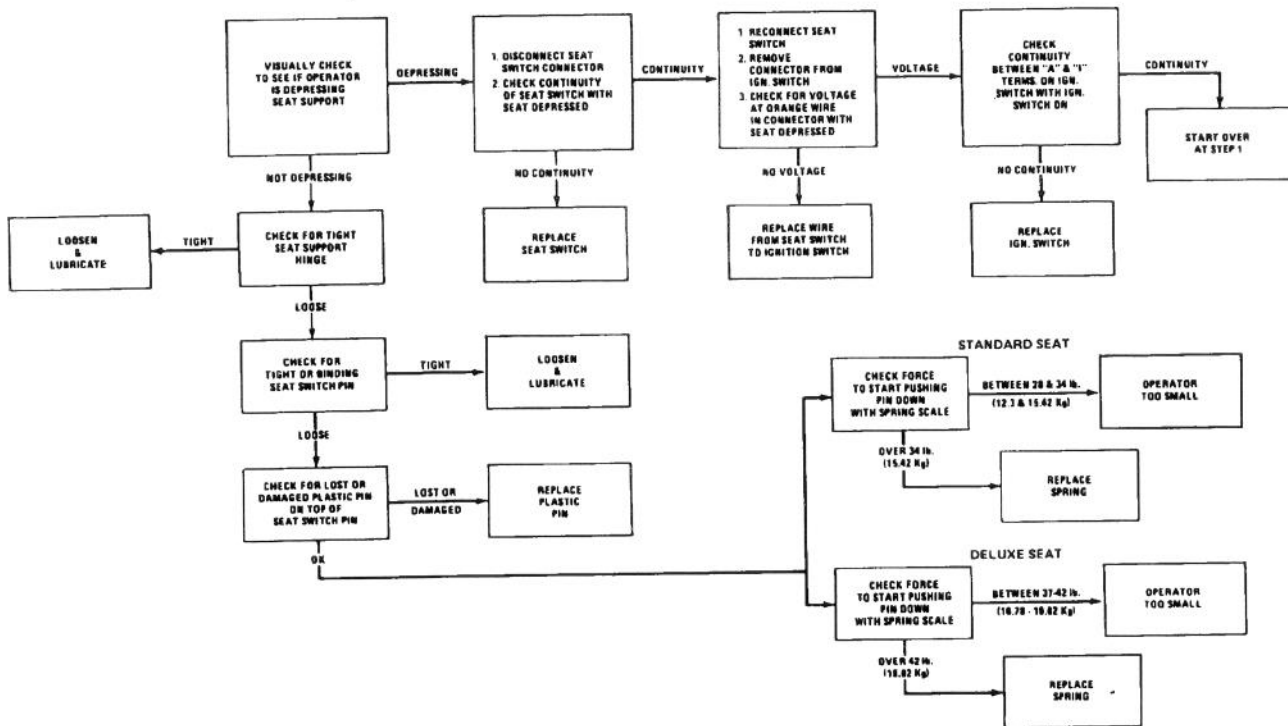 VISUALLY CHECK
TO SEE IF OPERATOR
IS DEPRESSING
SEAT SUPPORT
DEPRESSING
1. DISCONNECT SEAT
SWITCH CONNECTOR
2. CHECK CONTINUITY
OF SEAT SWITCH WITH
SEAT DEPRESSED
CONTINUITY
1 RECONNECT SEAT
SWITCH
2. REMOVE
CONNECTOR FROM
IGN. SWITCH
3. CHECK FOR VOLTAGE
AT ORANGE WIRE
IN CONNECTOR WITH
SEAT DEPRESSED
VOLTAGE
CHECK
CONTINUITY
BETWEEN "A" & "I"
TERMS. ON IGN.
SWITCH WITH IGN.
SWITCH ON
CONTINUITY
START OVER
AT STEP 1
NOT DEPRESSING
NO CONTINUITY
NO VOLTAGE
NO CONTINUITY
LOOSEN
&
LUBRICATE
TIGHT
CHECK FOR TIGHT
SEAT SUPPORT
HINGE
REPLACE
SEAT SWITCH
REPLACE WIRE
FROM SEAT SWITCH
TO IGNITION SWITCH
REPLACE
IGN. SWITCH
LOOSE
CHECK FOR
TIGHT OR BINDING
SEAT SWITCH PIN
TIGHT
LOOSEN
&
LUBRICATE
LOOSE
CHECK FOR LOST OR
DAMAGED PLASTIC PIN
ON TOP OF
SEAT SWITCH PIN
LOST OR
DAMAGED
REPLACE
PLASTIC
PIN
OK
STANDARD SEAT
CHECK FORCE
TO START PUSHING
PIN DOWN
WITH SPRING SCALE
BETWEEN 28 & 34 lb.
(12.3 & 15.42 Kg)
OPERATOR
TOO SMALL
OVER 34 lb.
(15.42 Kg)
REPLACE
SPRING
DELUXE SEAT
CHECK FORCE
TO START PUSHING
PIN DOWN
WITH SPRING SCALE
BETWEEN 37-42 lb.
OPERATOR
TOO SMALL
OVER 42 lb.
REPLACE
SPRING